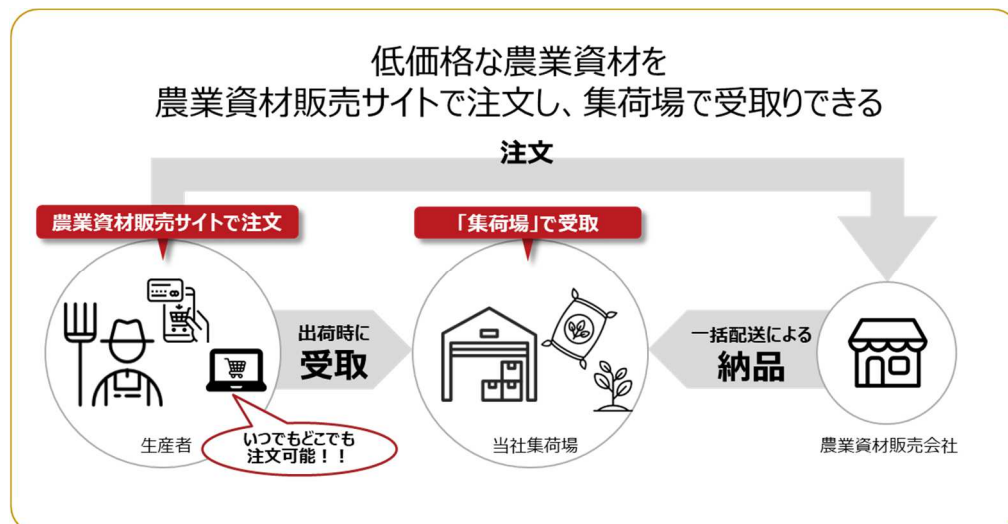 低価格な農業資材を
農業資材販売サイトで注文し、集荷場で受取りできる
注文
農業資材販売サイトで注文
「集荷場」で受取
出荷時に
受取
一括配送による
納品
生産者
いつでもどこでも
注文可能！！
当社集荷場
農業資材販売会社